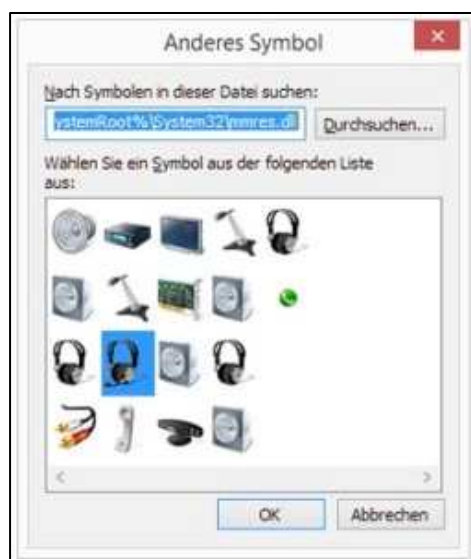 Anderes Symbol
Nach Symbolen in dieser Datei suchen:
ystemRoot%\System32\mmres.dll
Durchsuchen...
Wählen Sie ein Symbol aus der folgenden Liste
aus:
OK
Abbrechen